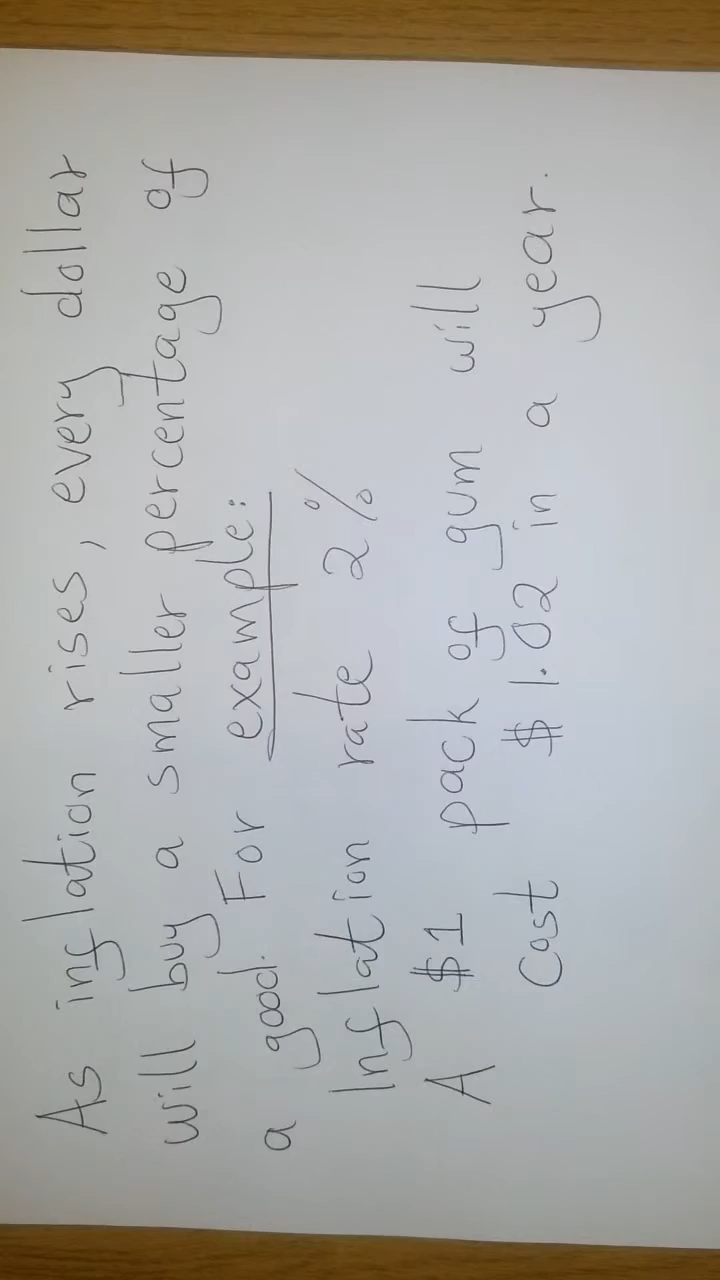 As inflation rises, every dollar
will buy a smaller percentage of
a good. For example:
Inflation rate 2%
A $1 pack of gum will
Cost $1.02 in a year.